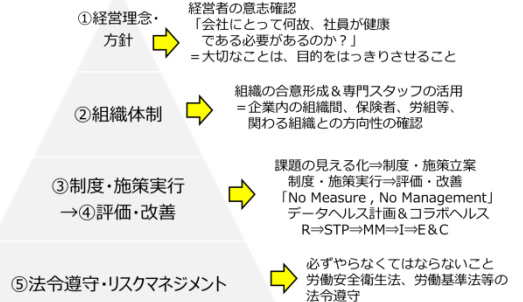 ①経営理念・
方針
経営者の意志確認
「会社にとって何故、社員が健康
である必要があるのか？」
＝大切なことは、目的をはっきりさせること
②組織体制
組織の合意形成＆専門スタッフの活用
＝企業内の組織間、保険者、労組等、
関わる組織との方向性の確認
③制度・施策実行
→④評価・改善
課題の見える化⇒制度・施策立案
制度・施策実行⇒評価・改善
「No Measure , No Management」
データヘルス計画＆コラボヘルス
R⇒STP⇒MM⇒I⇒E＆C
⑤法令遵守・リスクマネジメント
必ずやらなくてはならないこと
労働安全衛生法、労働基準法等の
法令遵守